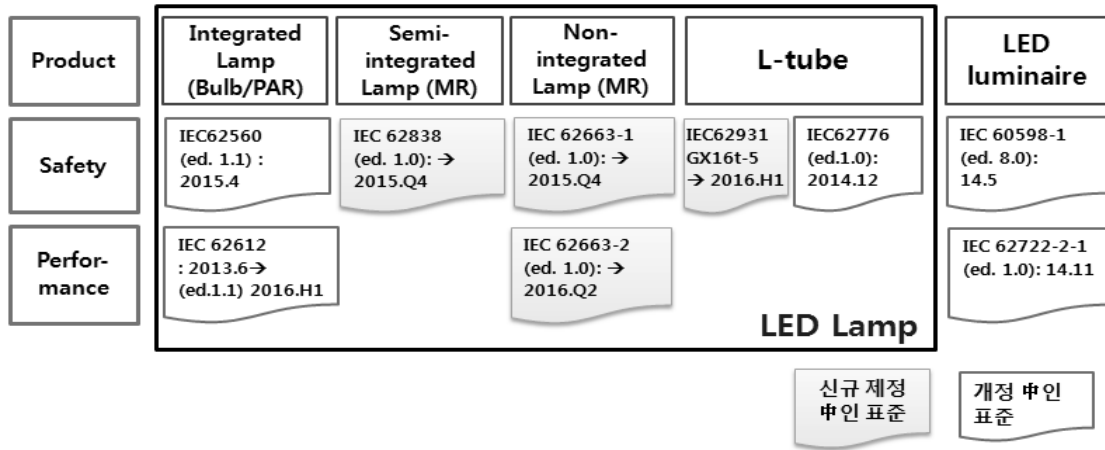 Product
Integrated
Lamp
(Bulb/PAR)
Semi-
integrated
Lamp (MR)
Non-
integrated
Lamp (MR)
L-tube
LED
luminaire
Safety
IEC62560
(ed. 1.1) :
2015.4
IEC 62838
(ed. 1.0): →
2015.Q4
IEC 62663-1
(ed. 1.0): →
2015.Q4
IEC62931
GX16t-5
→ 2016.H1
IEC62776
(ed.1.0):
2014.12
IEC 60598-1
(ed. 8.0):
14.5
Perfor-
mance
IEC 62612
: 2013.6→
(ed.1.1) 2016.H1
IEC 62663-2
(ed. 1.0): →
2016.Q2
IEC 62722-2-1
(ed. 1.0): 14.11
LED Lamp
신규 제정
中인 표준
개정 中인
표준